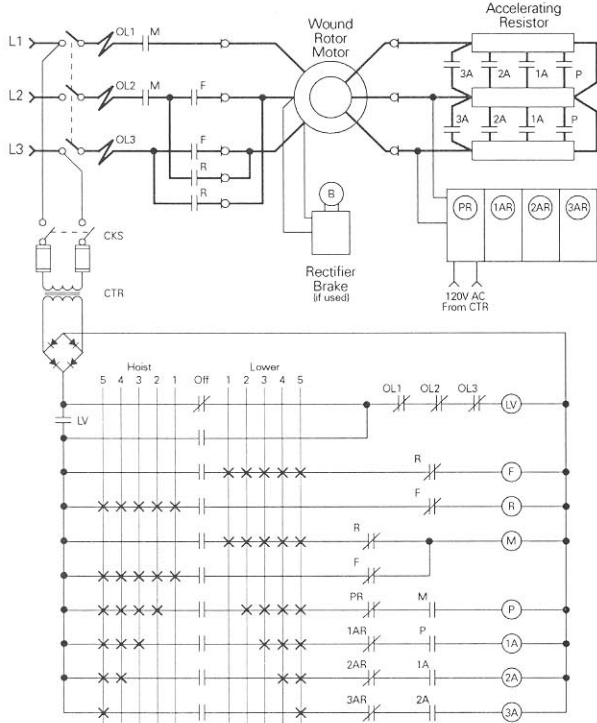 Accelerating
Resistor
Wound
Rotor
Motor
L1 OL1 M
3A 2A 1A P
L2 OL2 M F
3A 2A 1A P
L3 OL3 F
R
R
B
PR 1AR 2AR 3AR
CKS
Rectifier
Brake
(if used)
CTR
120V AC
From CTR
Hoist Lower
5 4 3 2 1 Off 1 2 3 4 5
OL1 OL2 OL3
LV
LV
R
F
F
R
R
M
F
PR M
P
1AR P
1A
2AR 1A
2A
3AR 2A
3A